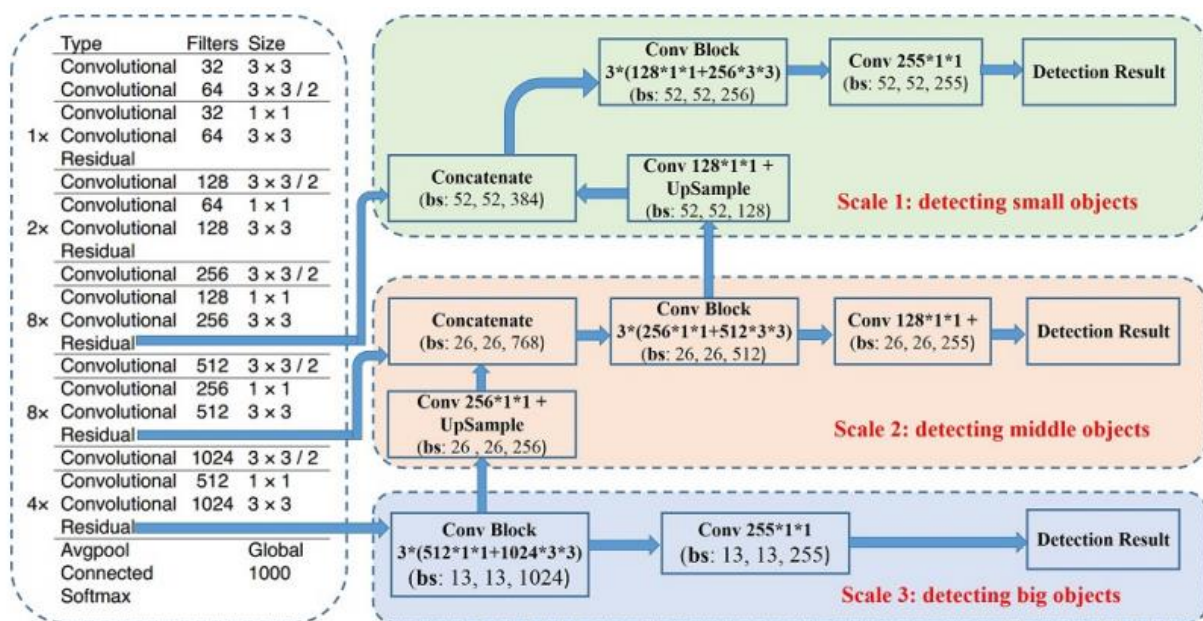 Type Filters Size
Convolutional 32 3 × 3
Convolutional 64 3 × 3 / 2
Convolutional 32 1 × 1
1× Convolutional 64 3 × 3
Residual
Convolutional 128 3 × 3 / 2
Convolutional 64 1 × 1
2× Convolutional 128 3 × 3
Residual
Convolutional 256 3 × 3 / 2
Convolutional 128 1 × 1
8× Convolutional 256 3 × 3
Residual
Convolutional 512 3 × 3 / 2
Convolutional 256 1 × 1
8× Convolutional 512 3 × 3
Residual
Convolutional 1024 3 × 3 / 2
Convolutional 512 1 × 1
4× Convolutional 1024 3 × 3
Residual
Avgpool Global
Connected 1000
Softmax
Conv Block
3*(128*1*1+256*3*3)
(bs: 52, 52, 256)
Conv 255*1*1
(bs: 52, 52, 255)
Detection Result
Concatenate
(bs: 52, 52, 384)
Conv 128*1*1 +
UpSample
(bs: 52, 52, 128)
Scale 1: detecting small objects
Concatenate
(bs: 26, 26, 768)
Conv Block
3*(256*1*1+512*3*3)
(bs: 26, 26, 512)
Conv 128*1*1 +
(bs: 26, 26, 255)
Detection Result
Conv 256*1*1 +
UpSample
(bs: 26 , 26, 256)
Scale 2: detecting middle objects
Conv Block
3*(512*1*1+1024*3*3)
(bs: 13, 13, 1024)
Conv 255*1*1
(bs: 13, 13, 255)
Detection Result
Scale 3: detecting big objects